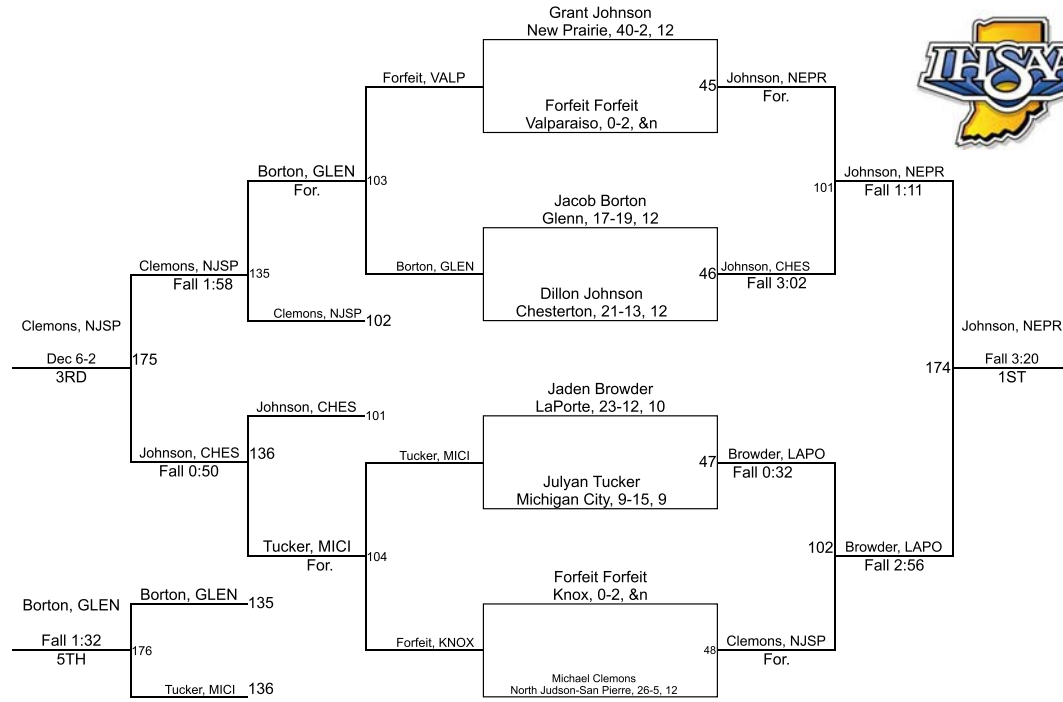 Grant Johnson
New Prairie, 40-2, 12
IHSAA
Forfeit, VALP
45
Johnson, NEPR
For.
Forfeit Forfeit
Valparaiso, 0-2, &n
Borton, GLEN
For.
103
101
Johnson, NEPR
Fall 1:11
Jacob Borton
Glenn, 17-19, 12
Clemons, NJSP
Fall 1:58
135
Borton, GLEN
46
Johnson, CHES
Fall 3:02
Dillon Johnson
Chesterton, 21-13, 12
Clemons, NJSP
102
Clemons, NJSP
Dec 6-2
3RD
175
Johnson, NEPR
174
Fall 3:20
1ST
Jaden Browder
LaPorte, 23-12, 10
Johnson, CHES
101
Johnson, CHES
Fall 0:50
136
Tucker, MICI
47
Browder, LAPO
Fall 0:32
Julyan Tucker
Michigan City, 9-15, 9
Tucker, MICI
For.
104
102
Browder, LAPO
Fall 2:56
Forfeit Forfeit
Knox, 0-2, &n
Borton, GLEN
Fall 1:32
5TH
Borton, GLEN
135
176
Tucker, MICI
136
Forfeit, KNOX
48
Clemons, NJSP
For.
Michael Clemons
North Judson-San Pierre, 26-5, 12